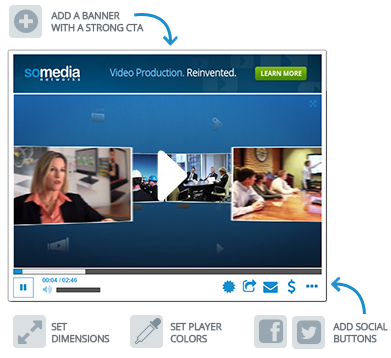 ADD A BANNER
WITH A STRONG CTA
somedia
networks
Video Production. Reinvented.
LEARN MORE
00:04 / 02:46
$
SET
DIMENSIONS
SET PLAYER
COLORS
ADD SOCIAL
BUTTONS